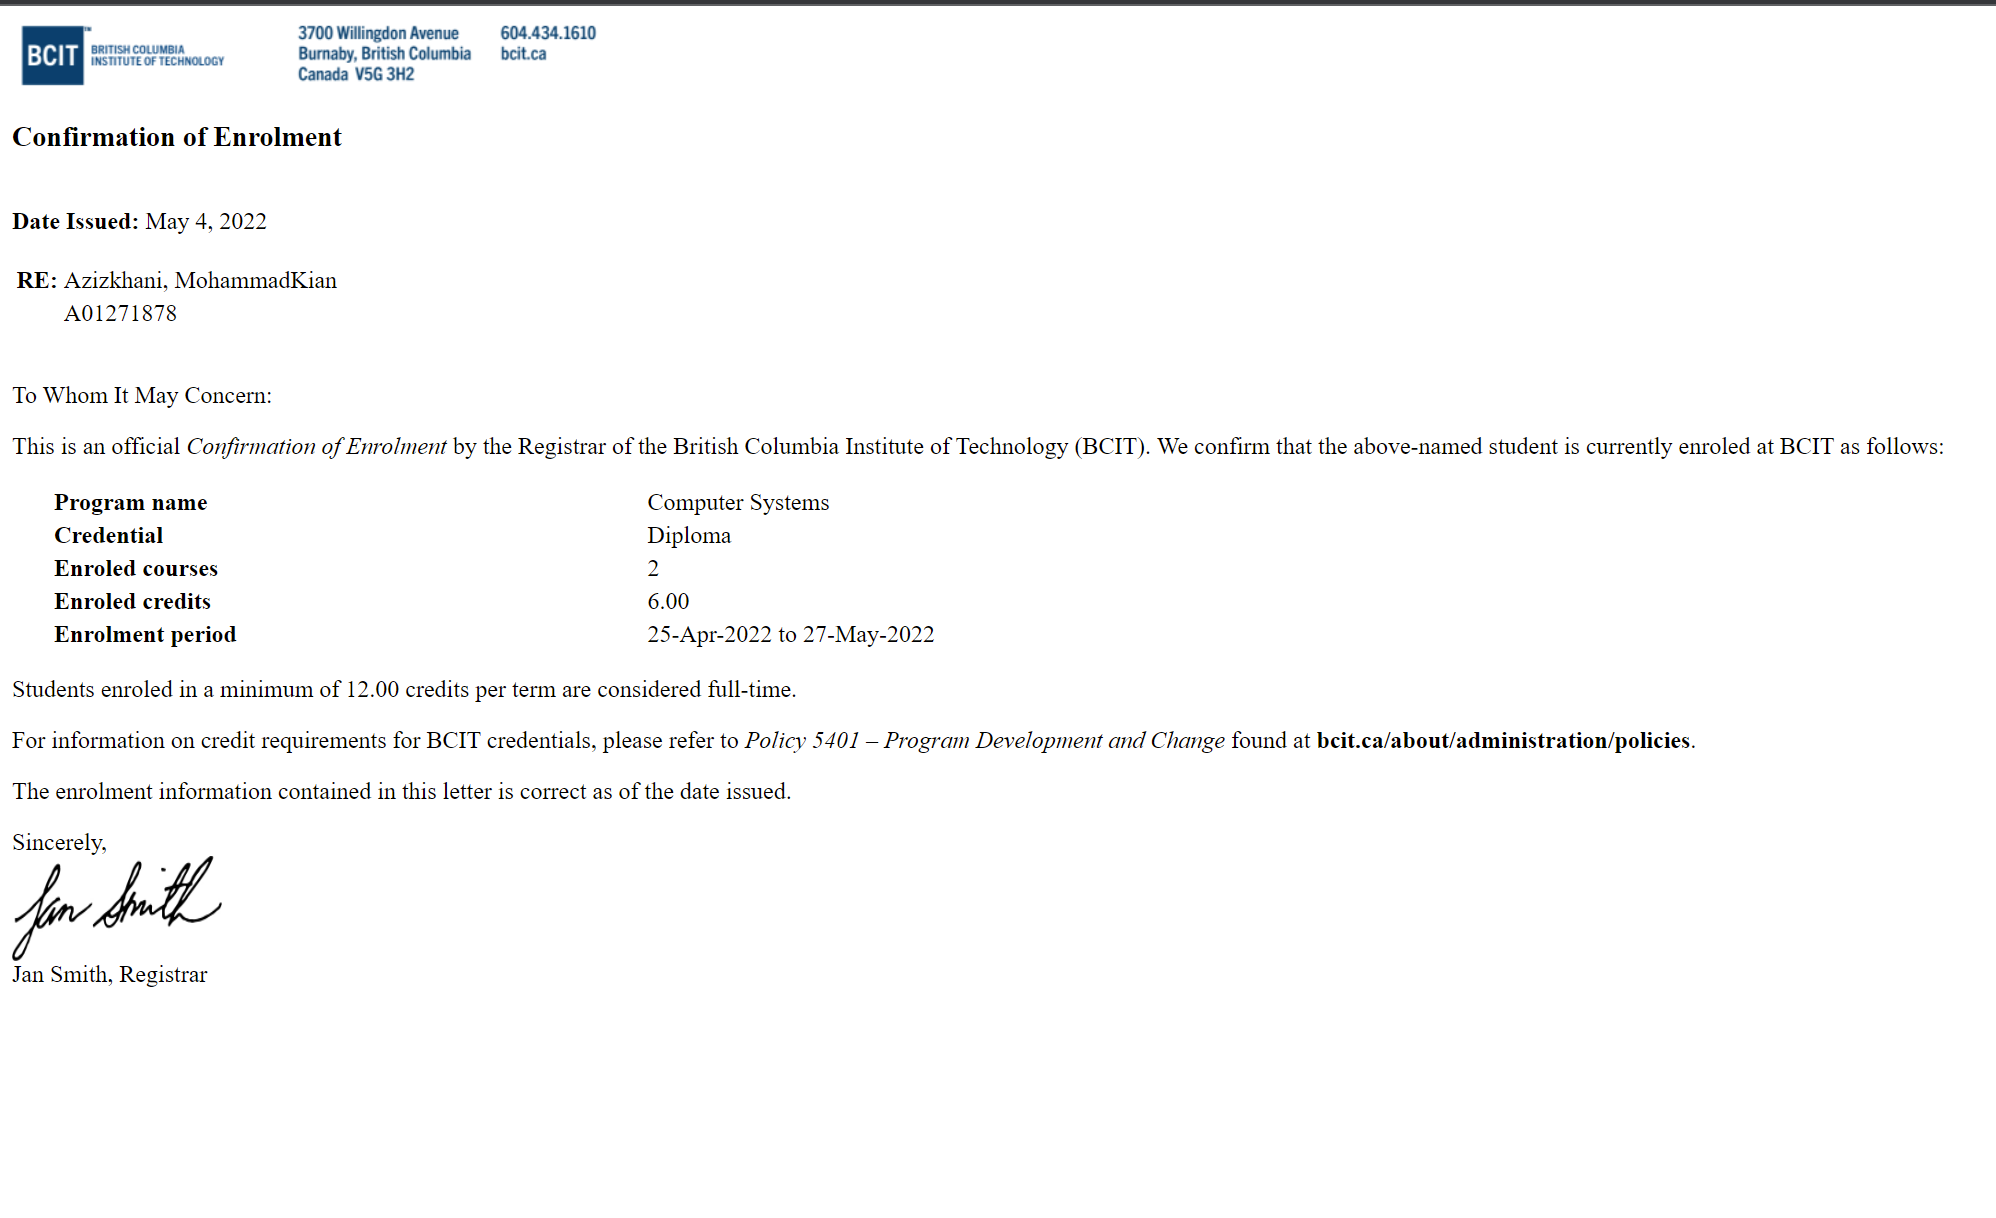 BCIT™ BRITISH COLUMBIA
INSTITUTE OF TECHNOLOGY
3700 Willingdon Avenue
Burnaby, British Columbia
Canada V5G 3H2
604.434.1610
bcit.ca
Confirmation of Enrolment
Date Issued: May 4, 2022
RE: Azizkhani, MohammadKian
A01271878
To Whom It May Concern:
This is an official Confirmation of Enrolment by the Registrar of the British Columbia Institute of Technology (BCIT). We confirm that the above-named student is currently enroled at BCIT as follows:
Program name Computer Systems
Credential Diploma
Enroled courses 2
Enroled credits 6.00
Enrolment period 25-Apr-2022 to 27-May-2022
Students enroled in a minimum of 12.00 credits per term are considered full-time.
For information on credit requirements for BCIT credentials, please refer to Policy 5401 – Program Development and Change found at bcit.ca/about/administration/policies.
The enrolment information contained in this letter is correct as of the date issued.
Sincerely,
Jan Smith
Jan Smith, Registrar